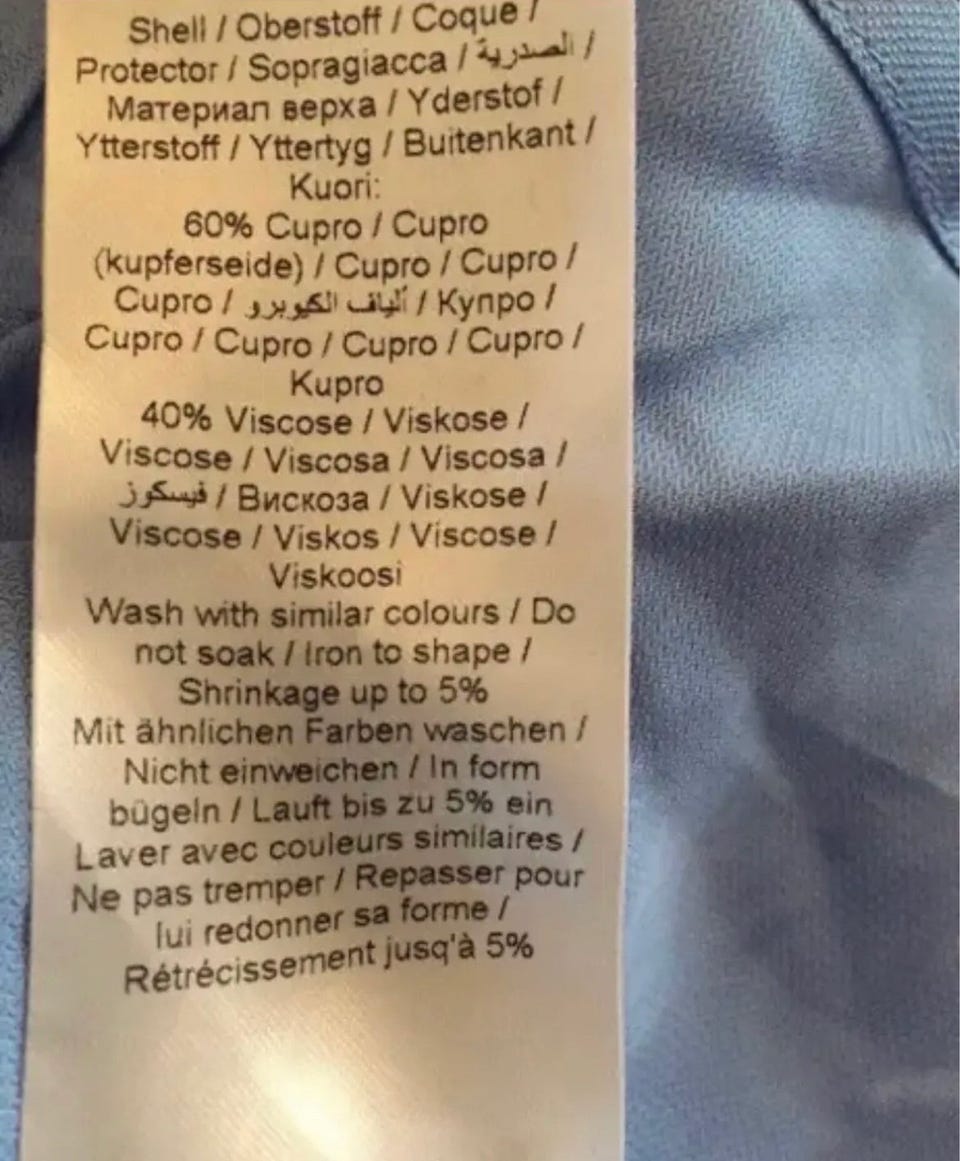 Shell / Oberstoff / Coque /
Protector / Sopragiacca / الصدرية /
Материал верха / Yderstof /
Ytterstoff / Yttertyg / Buitenkant /
Kuori:
60% Cupro / Cupro
(kupferseide) / Cupro / Cupro /
Cupro / ألياف الكيوبرو / Купро /
Cupro / Cupro / Cupro / Cupro /
Kupro
40% Viscose / Viskose /
Viscose / Viscosa / Viscosa /
فيسكوز / Вискоза / Viskose /
Viscose / Viskos / Viscose /
Viskoosi
Wash with similar colours / Do
not soak / Iron to shape /
Shrinkage up to 5%
Mit ähnlichen Farben waschen /
Nicht einweichen / In form
bügeln / Lauft bis zu 5% ein
Laver avec couleurs similaires /
Ne pas tremper / Repasser pour
lui redonner sa forme /
Rétrécissement jusq'à 5%